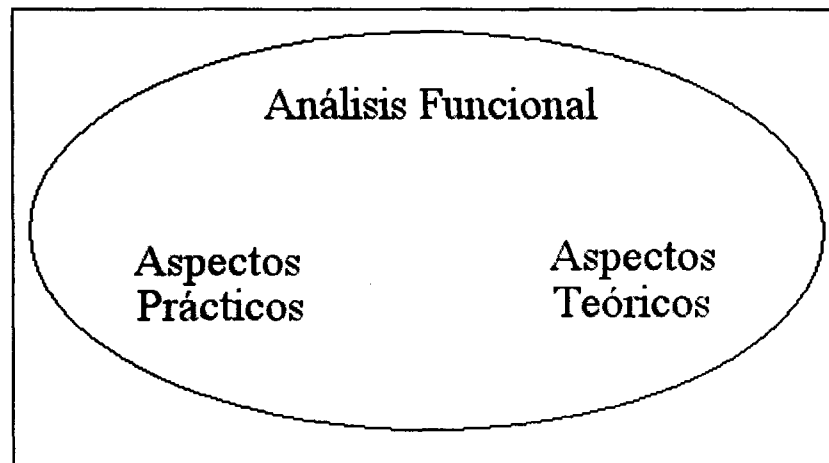 Análisis Funcional
Aspectos
Prácticos
Aspectos
Teóricos